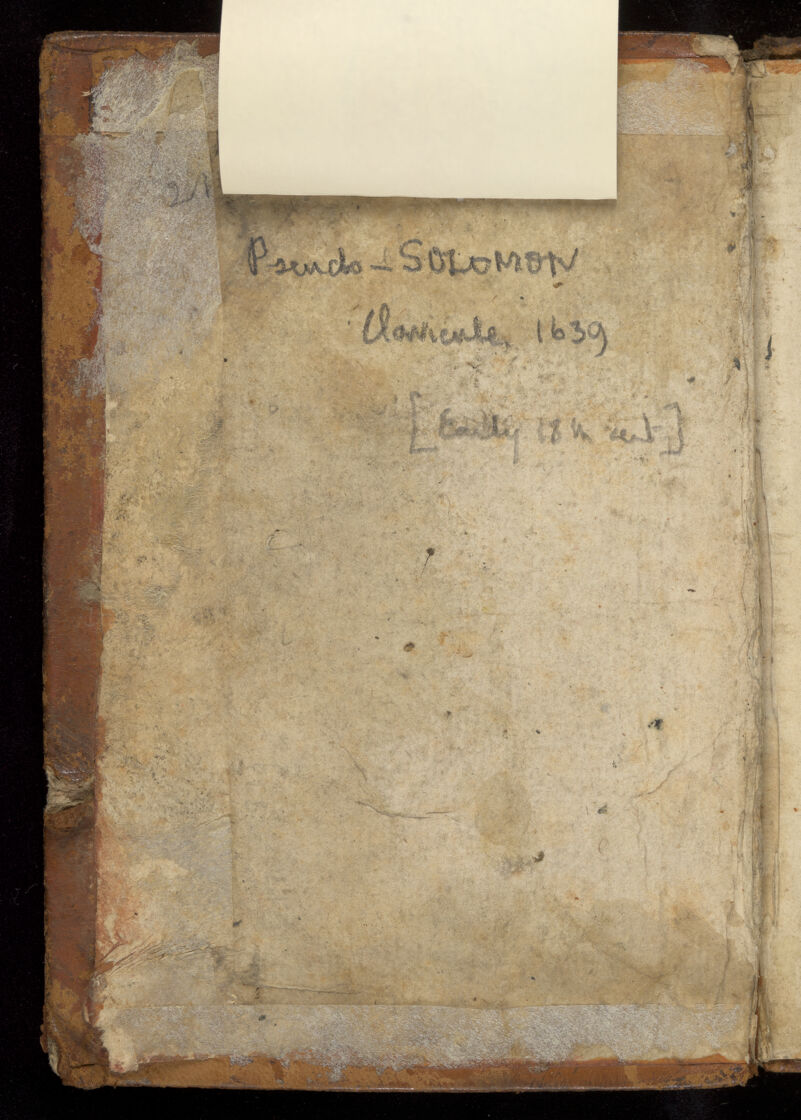 Pseudo-SOLOMON
Clavicule, 1639
[Early 18th cent]